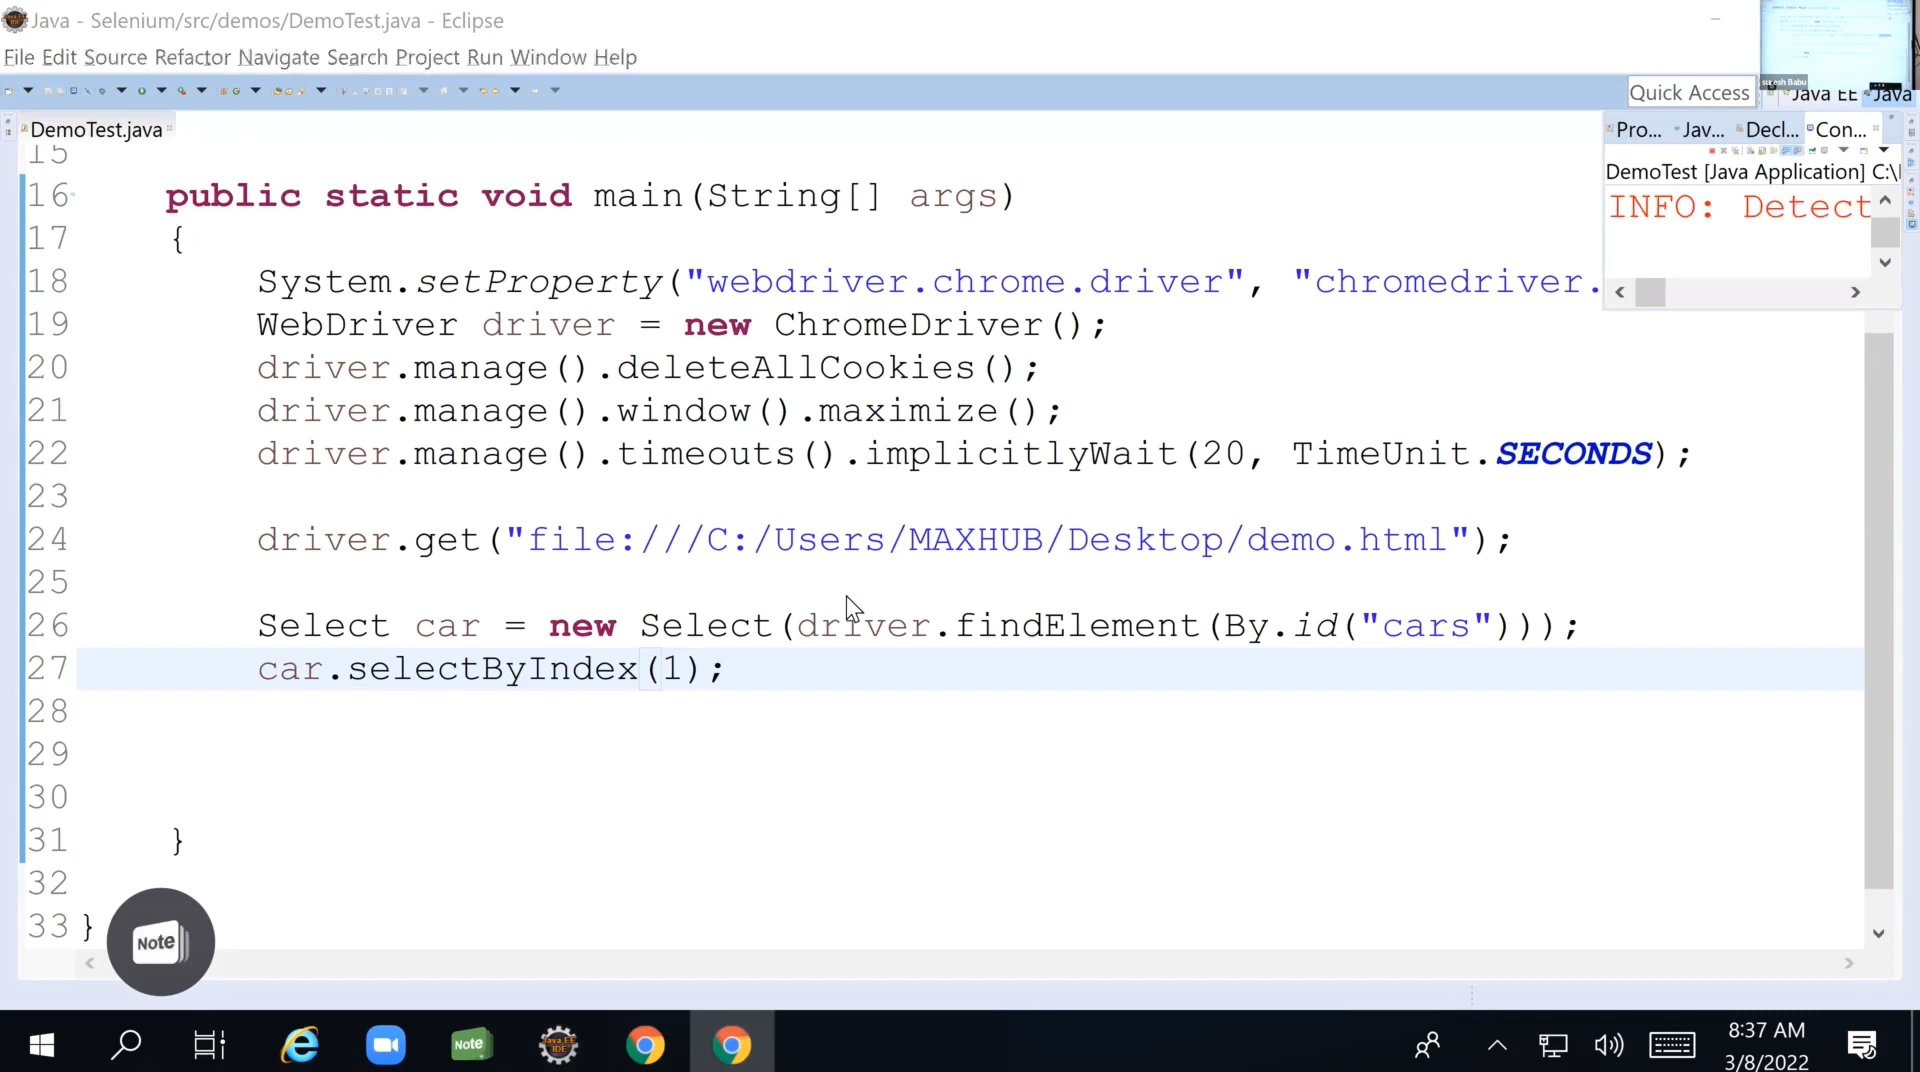 Java - Selenium/src/demos/DemoTest.java - Eclipse
File Edit Source Refactor Navigate Search Project Run Window Help
suresh Babu
Quick Access
Java EE
Java
DemoTest.java
Pro...
Jav...
Decl...
Con...
DemoTest [Java Application] C:\
INFO: Detect
15
16 public static void main(String[] args)
17 {
18 System.setProperty("webdriver.chrome.driver", "chromedriver.
19 WebDriver driver = new ChromeDriver();
20 driver.manage().deleteAllCookies();
21 driver.manage().window().maximize();
22 driver.manage().timeouts().implicitlyWait(20, TimeUnit.SECONDS);
23
24 driver.get("file:///C:/Users/MAXHUB/Desktop/demo.html");
25
26 Select car = new Select(driver.findElement(By.id("cars")));
27 car.selectByIndex(1);
28
29
30
31 }
32
33 }
Note
Note
Java EE
IDE
8:37 AM
3/8/2022